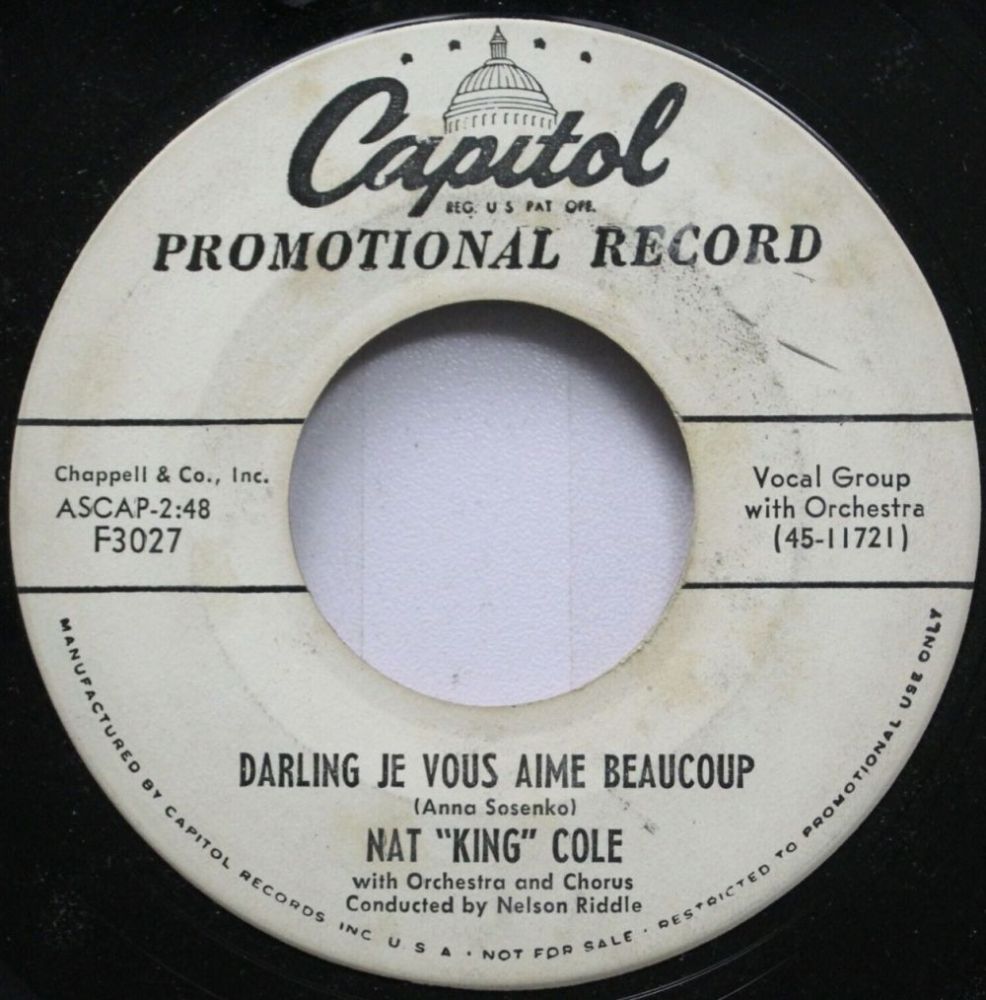 Capitol
REG. U S PAT OFF.
PROMOTIONAL RECORD
Chappell & Co., Inc.
ASCAP-2:48
F3027
Vocal Group
with Orchestra
(45-11721)
DARLING JE VOUS AIME BEAUCOUP
(Anna Sosenko)
NAT "KING" COLE
with Orchestra and Chorus
Conducted by Nelson Riddle
MANUFACTURED BY CAPITOL RECORDS INC U S A • NOT FOR SALE • RESTRICTED TO PROMOTIONAL USE ONLY